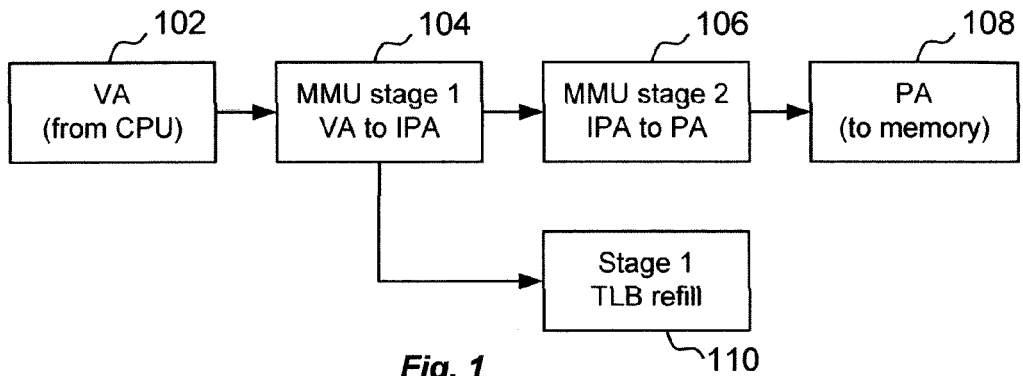 102
104
106
108
VA
(from CPU)
MMU stage 1
VA to IPA
MMU stage 2
IPA to PA
PA
(to memory)
Stage 1
TLB refill
110
Fig. 1